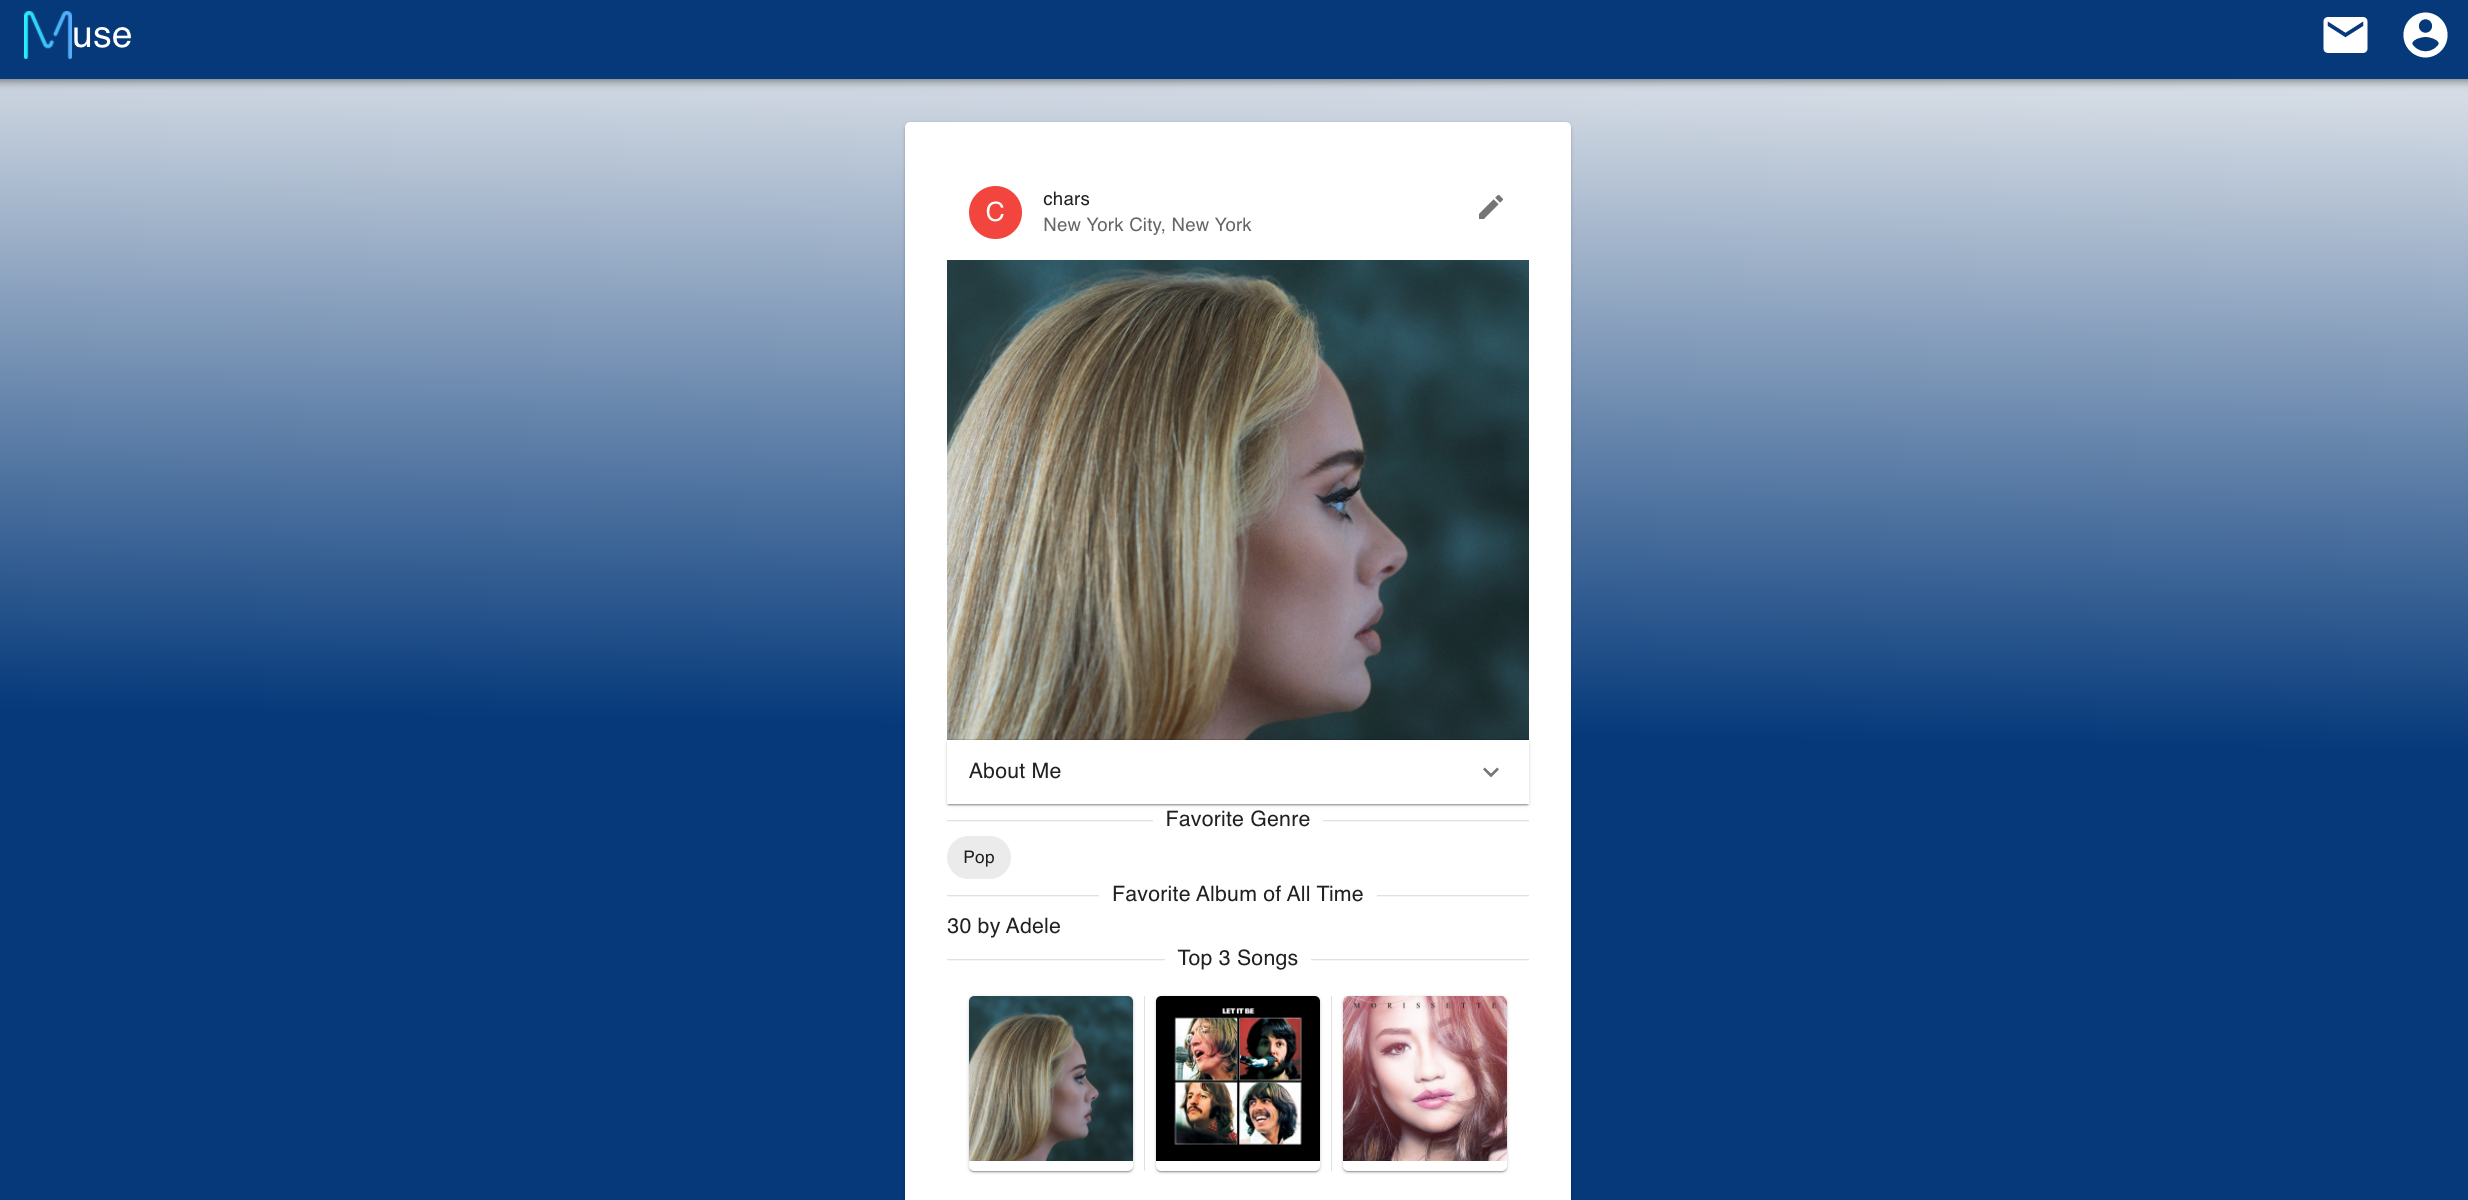 Muse
C
chars
New York City, New York
About Me
Favorite Genre
Pop
Favorite Album of All Time
30 by Adele
Top 3 Songs
LET IT BE
MORISSETTE